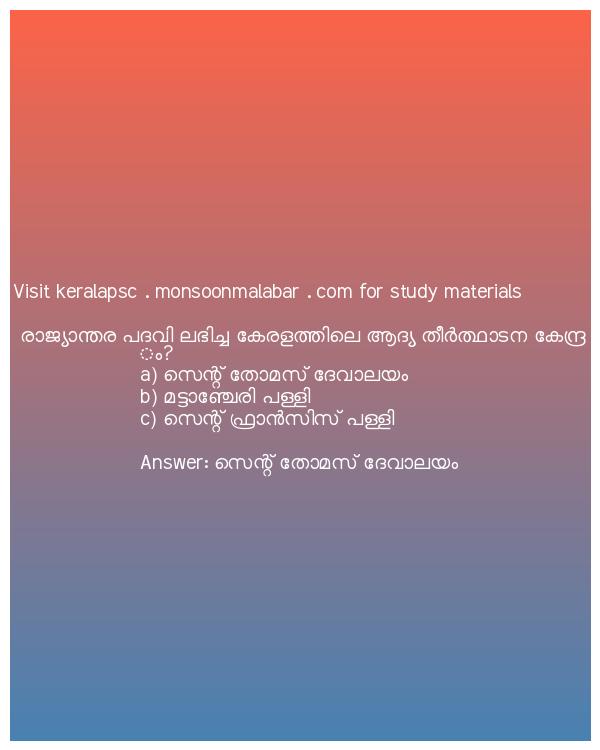 Visit keralapsc . monsoonmalabar . com for study materials
രാജ്യാന്തര പദവി ലഭിച്ച കേരളത്തിലെ ആദ്യ തീർത്ഥാടന കേന്ദ്ര
ം?
a) സെന്റ് തോമസ് ദേവാലയം
b) മട്ടാഞ്ചേരി പള്ളി
c) സെന്റ് ഫ്രാൻസിസ് പള്ളി
Answer: സെന്റ് തോമസ് ദേവാലയം